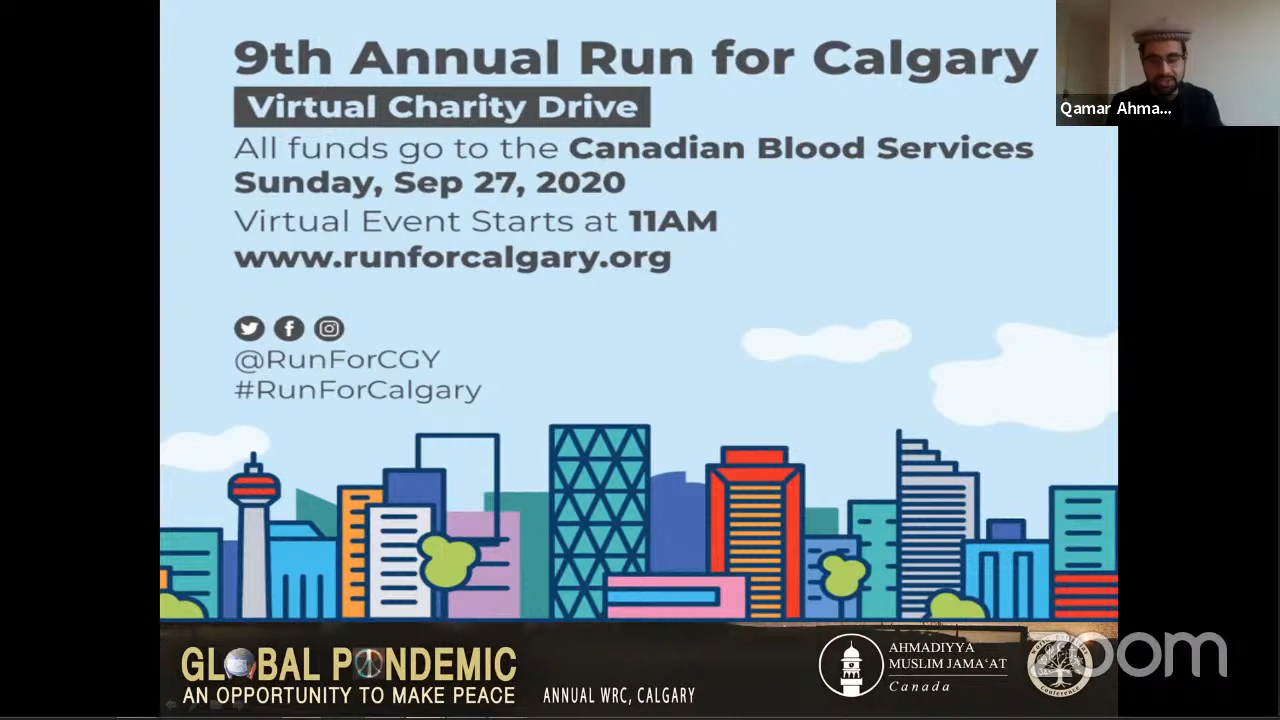 9th Annual Run for Calgary
Virtual Charity Drive
All funds go to the Canadian Blood Services
Sunday, Sep 27, 2020
Virtual Event Starts at 11AM
www.runforcalgary.org
@RunForCGY
#RunForCalgary
Qamar Ahma...
GLOBAL PANDEMIC
AN OPPORTUNITY TO MAKE PEACE
ANNUAL WRC, CALGARY
AHMADIYYA
MUSLIM JAMA'AT
Canada
zoom
conference